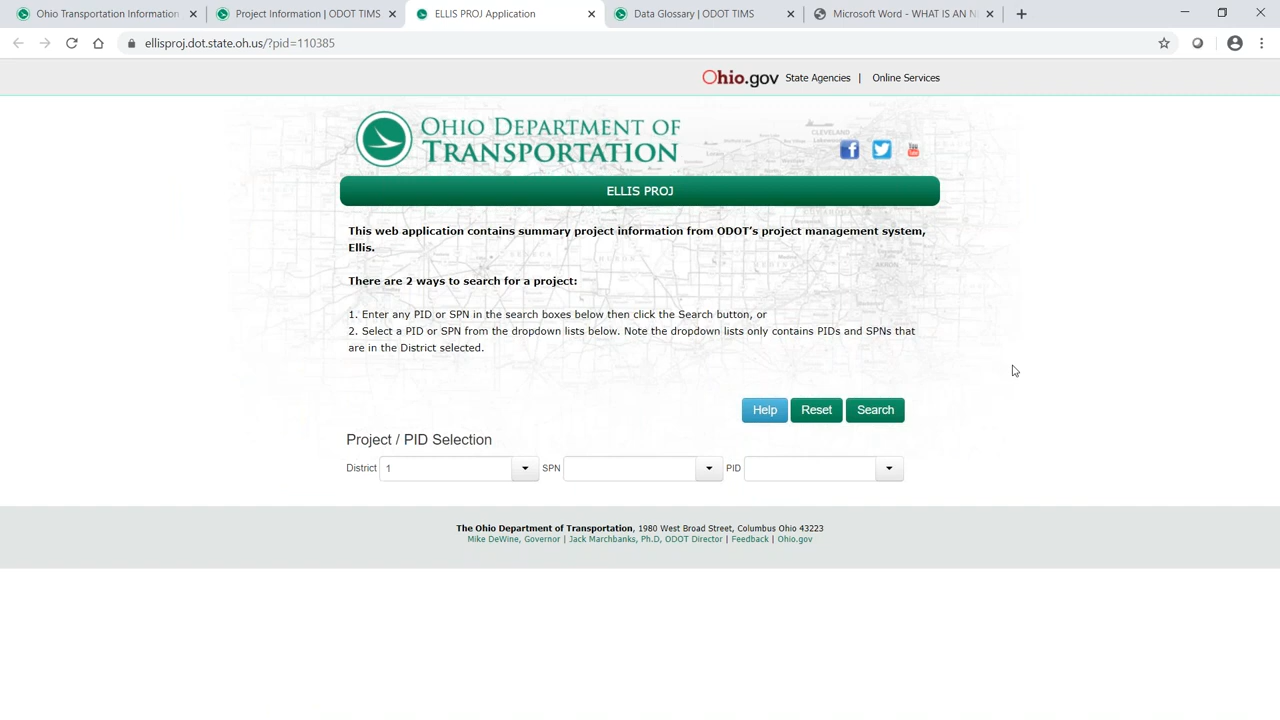 Ohio Transportation Information
Project Information | ODOT TIMS
ELLIS PROJ Application
Data Glossary | ODOT TIMS
Microsoft Word - WHAT IS AN N
ellisproj.dot.state.oh.us/?pid=110385
Ohio.gov State Agencies | Online Services
OHIO DEPARTMENT OF
TRANSPORTATION
ELLIS PROJ
This web application contains summary project information from ODOT's project management system,
Ellis.
There are 2 ways to search for a project:
1. Enter any PID or SPN in the search boxes below then click the Search button, or
2. Select a PID or SPN from the dropdown lists below. Note the dropdown lists only contains PIDs and SPNs that
are in the District selected.
Help Reset Search
Project / PID Selection
District 1 SPN PID
The Ohio Department of Transportation, 1980 West Broad Street, Columbus Ohio 43223
Mike DeWine, Governor | Jack Marchbanks, Ph.D, ODOT Director | Feedback | Ohio.gov